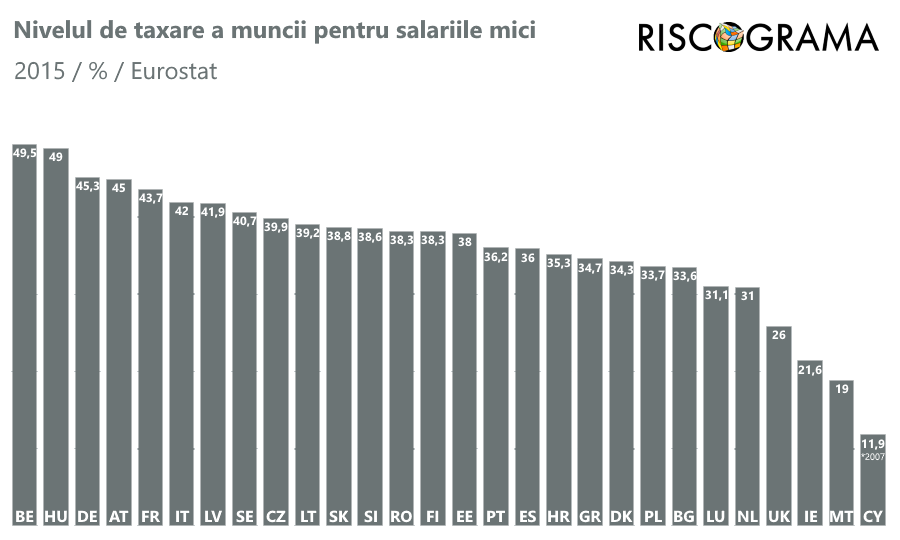 Nivelul de taxare a muncii pentru salariile mici
RISCOGRAMA
2015 / % / Eurostat
49,5 49 45,3 45 43,7 42 41,9 40,7 39,9 39,2 38,8 38,6 38,3 38,3 38 36,2 36 35,3 34,7 34,3 33,7 33,6 31,1 31 26 21,6 19 11,9
*2007
BE HU DE AT FR IT LV SE CZ LT SK SI RO FI EE PT ES HR GR DK PL BG LU NL UK IE MT CY